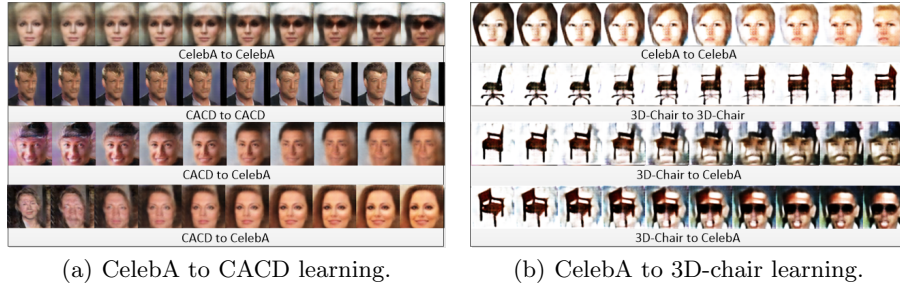 CelebA to CelebA
CACD to CACD
CACD to CelebA
CACD to CelebA
(a) CelebA to CACD learning.
CelebA to CelebA
3D-Chair to 3D-Chair
3D-Chair to CelebA
3D-Chair to CelebA
(b) CelebA to 3D-chair learning.